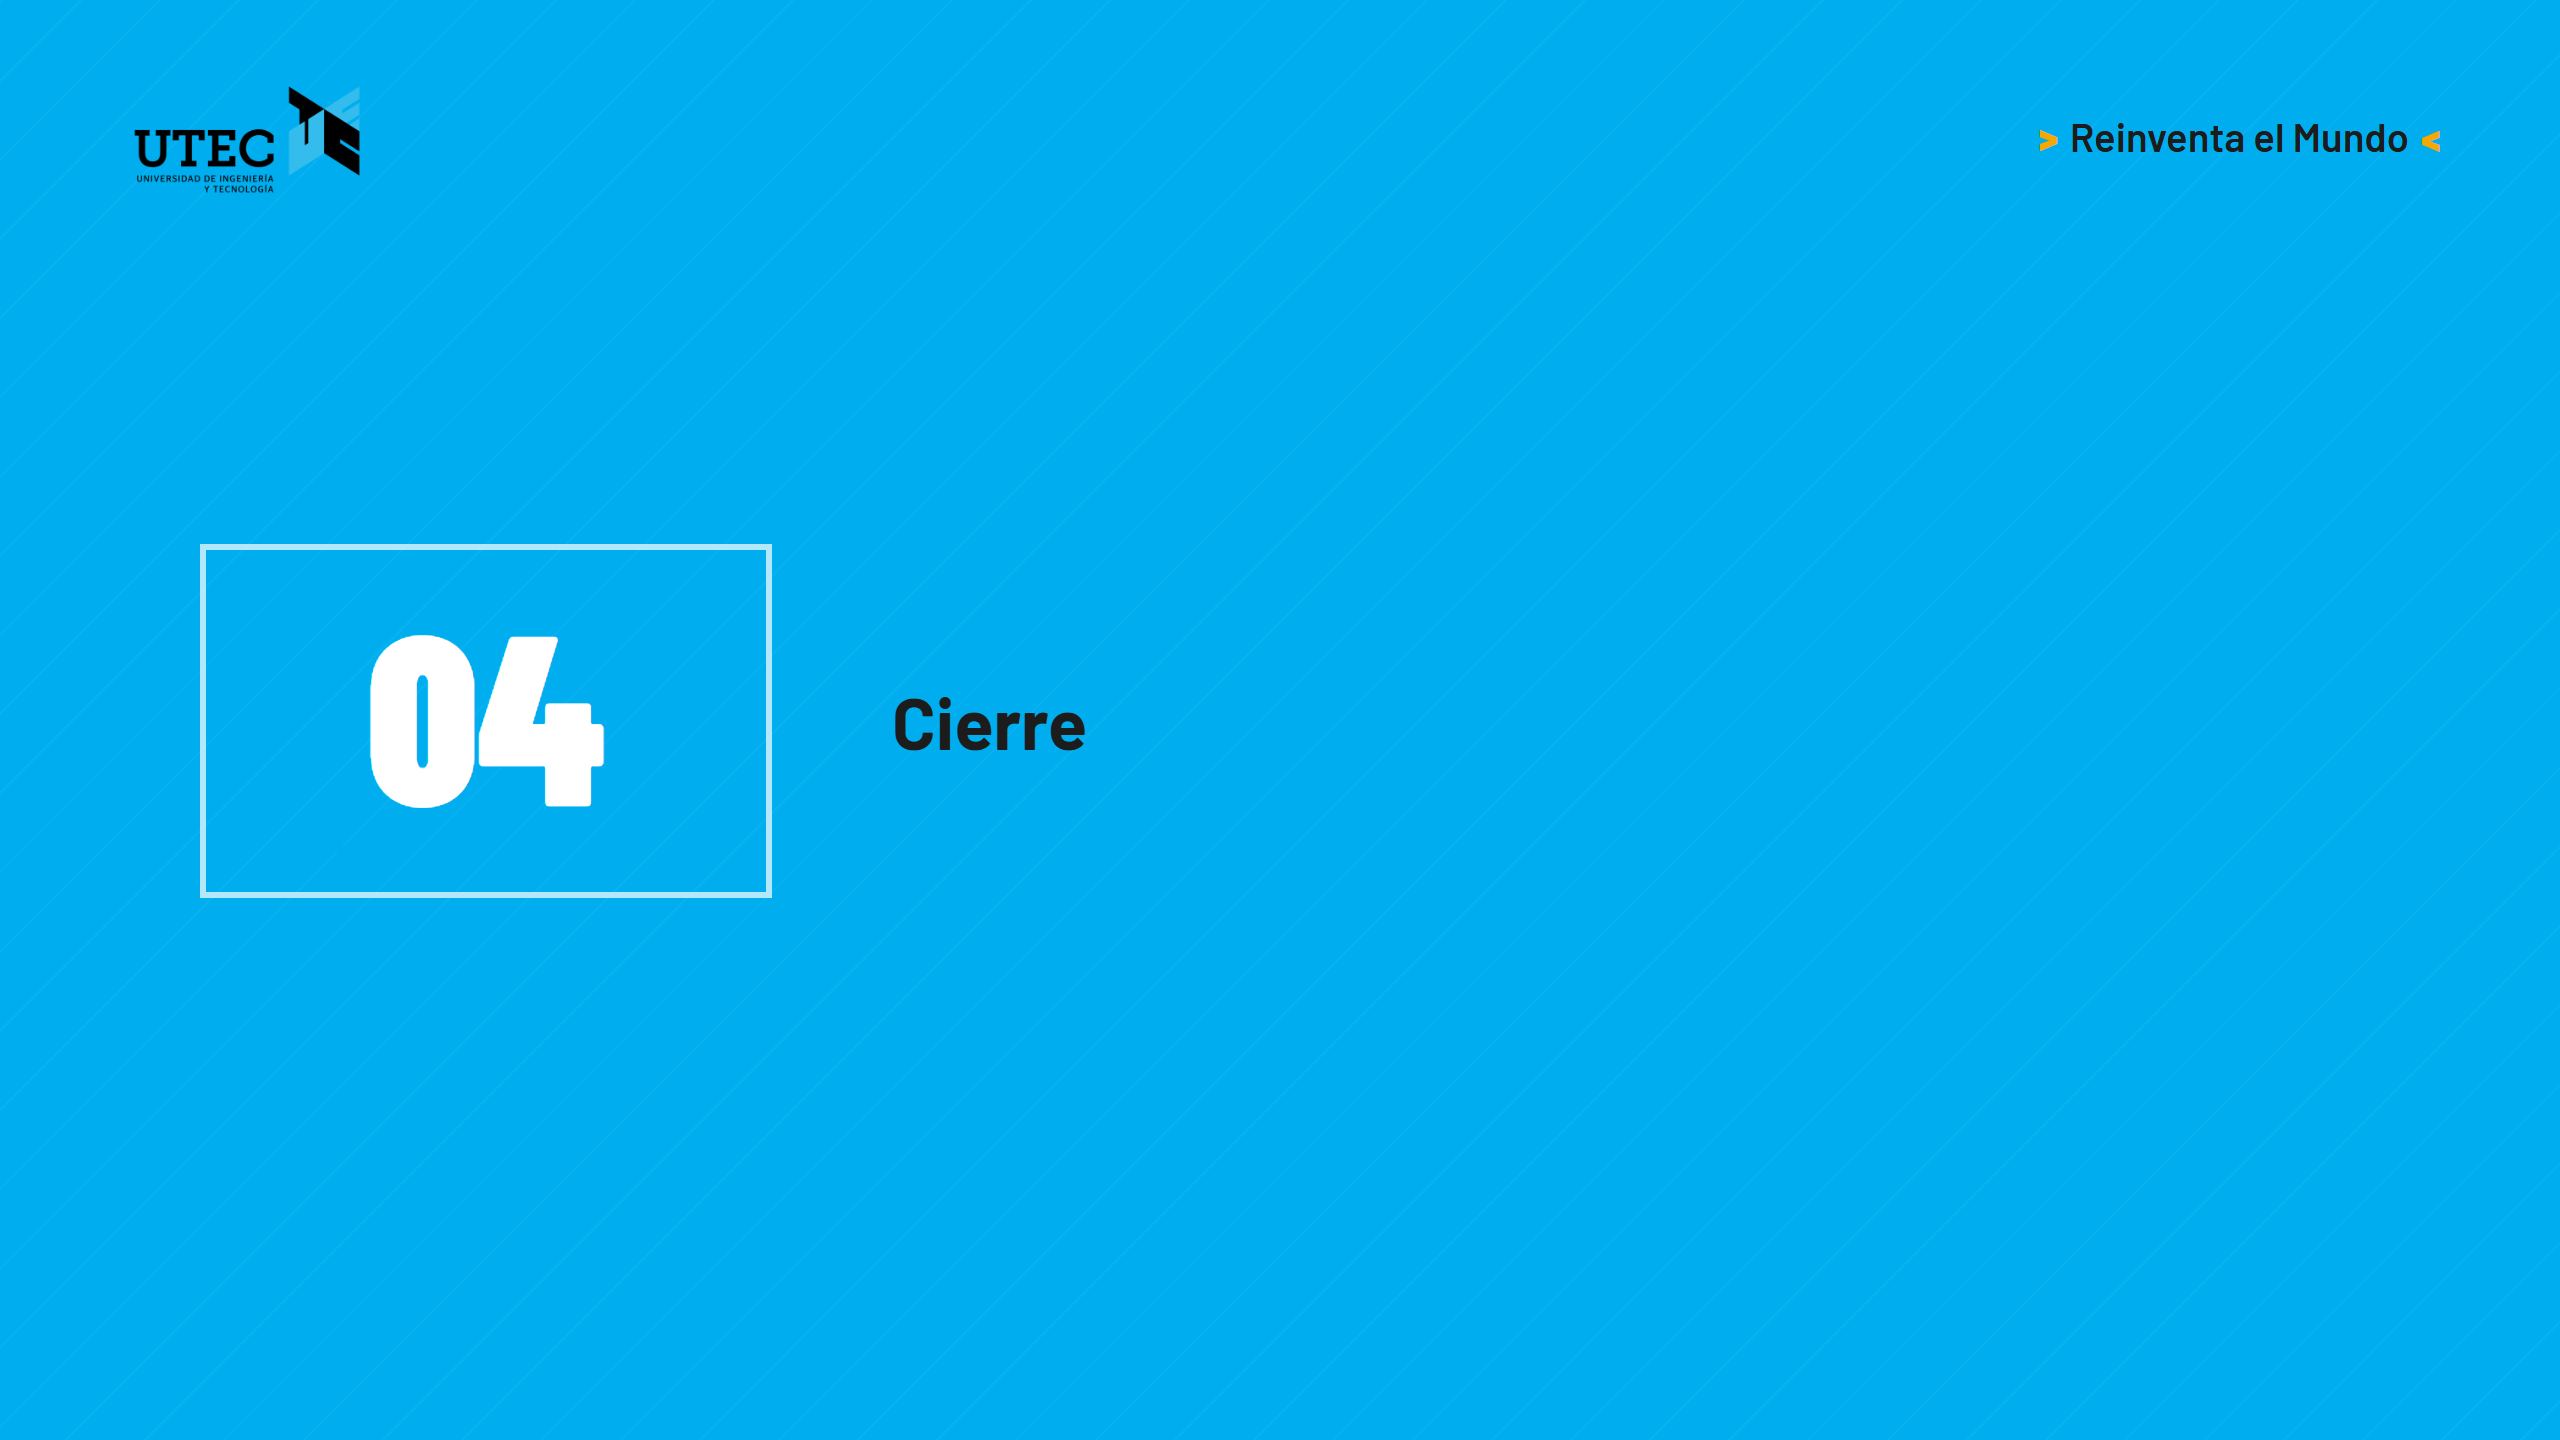 UTEC
UNIVERSIDAD DE INGENIERÍA
Y TECNOLOGÍA
> Reinventa el Mundo <
04
Cierre